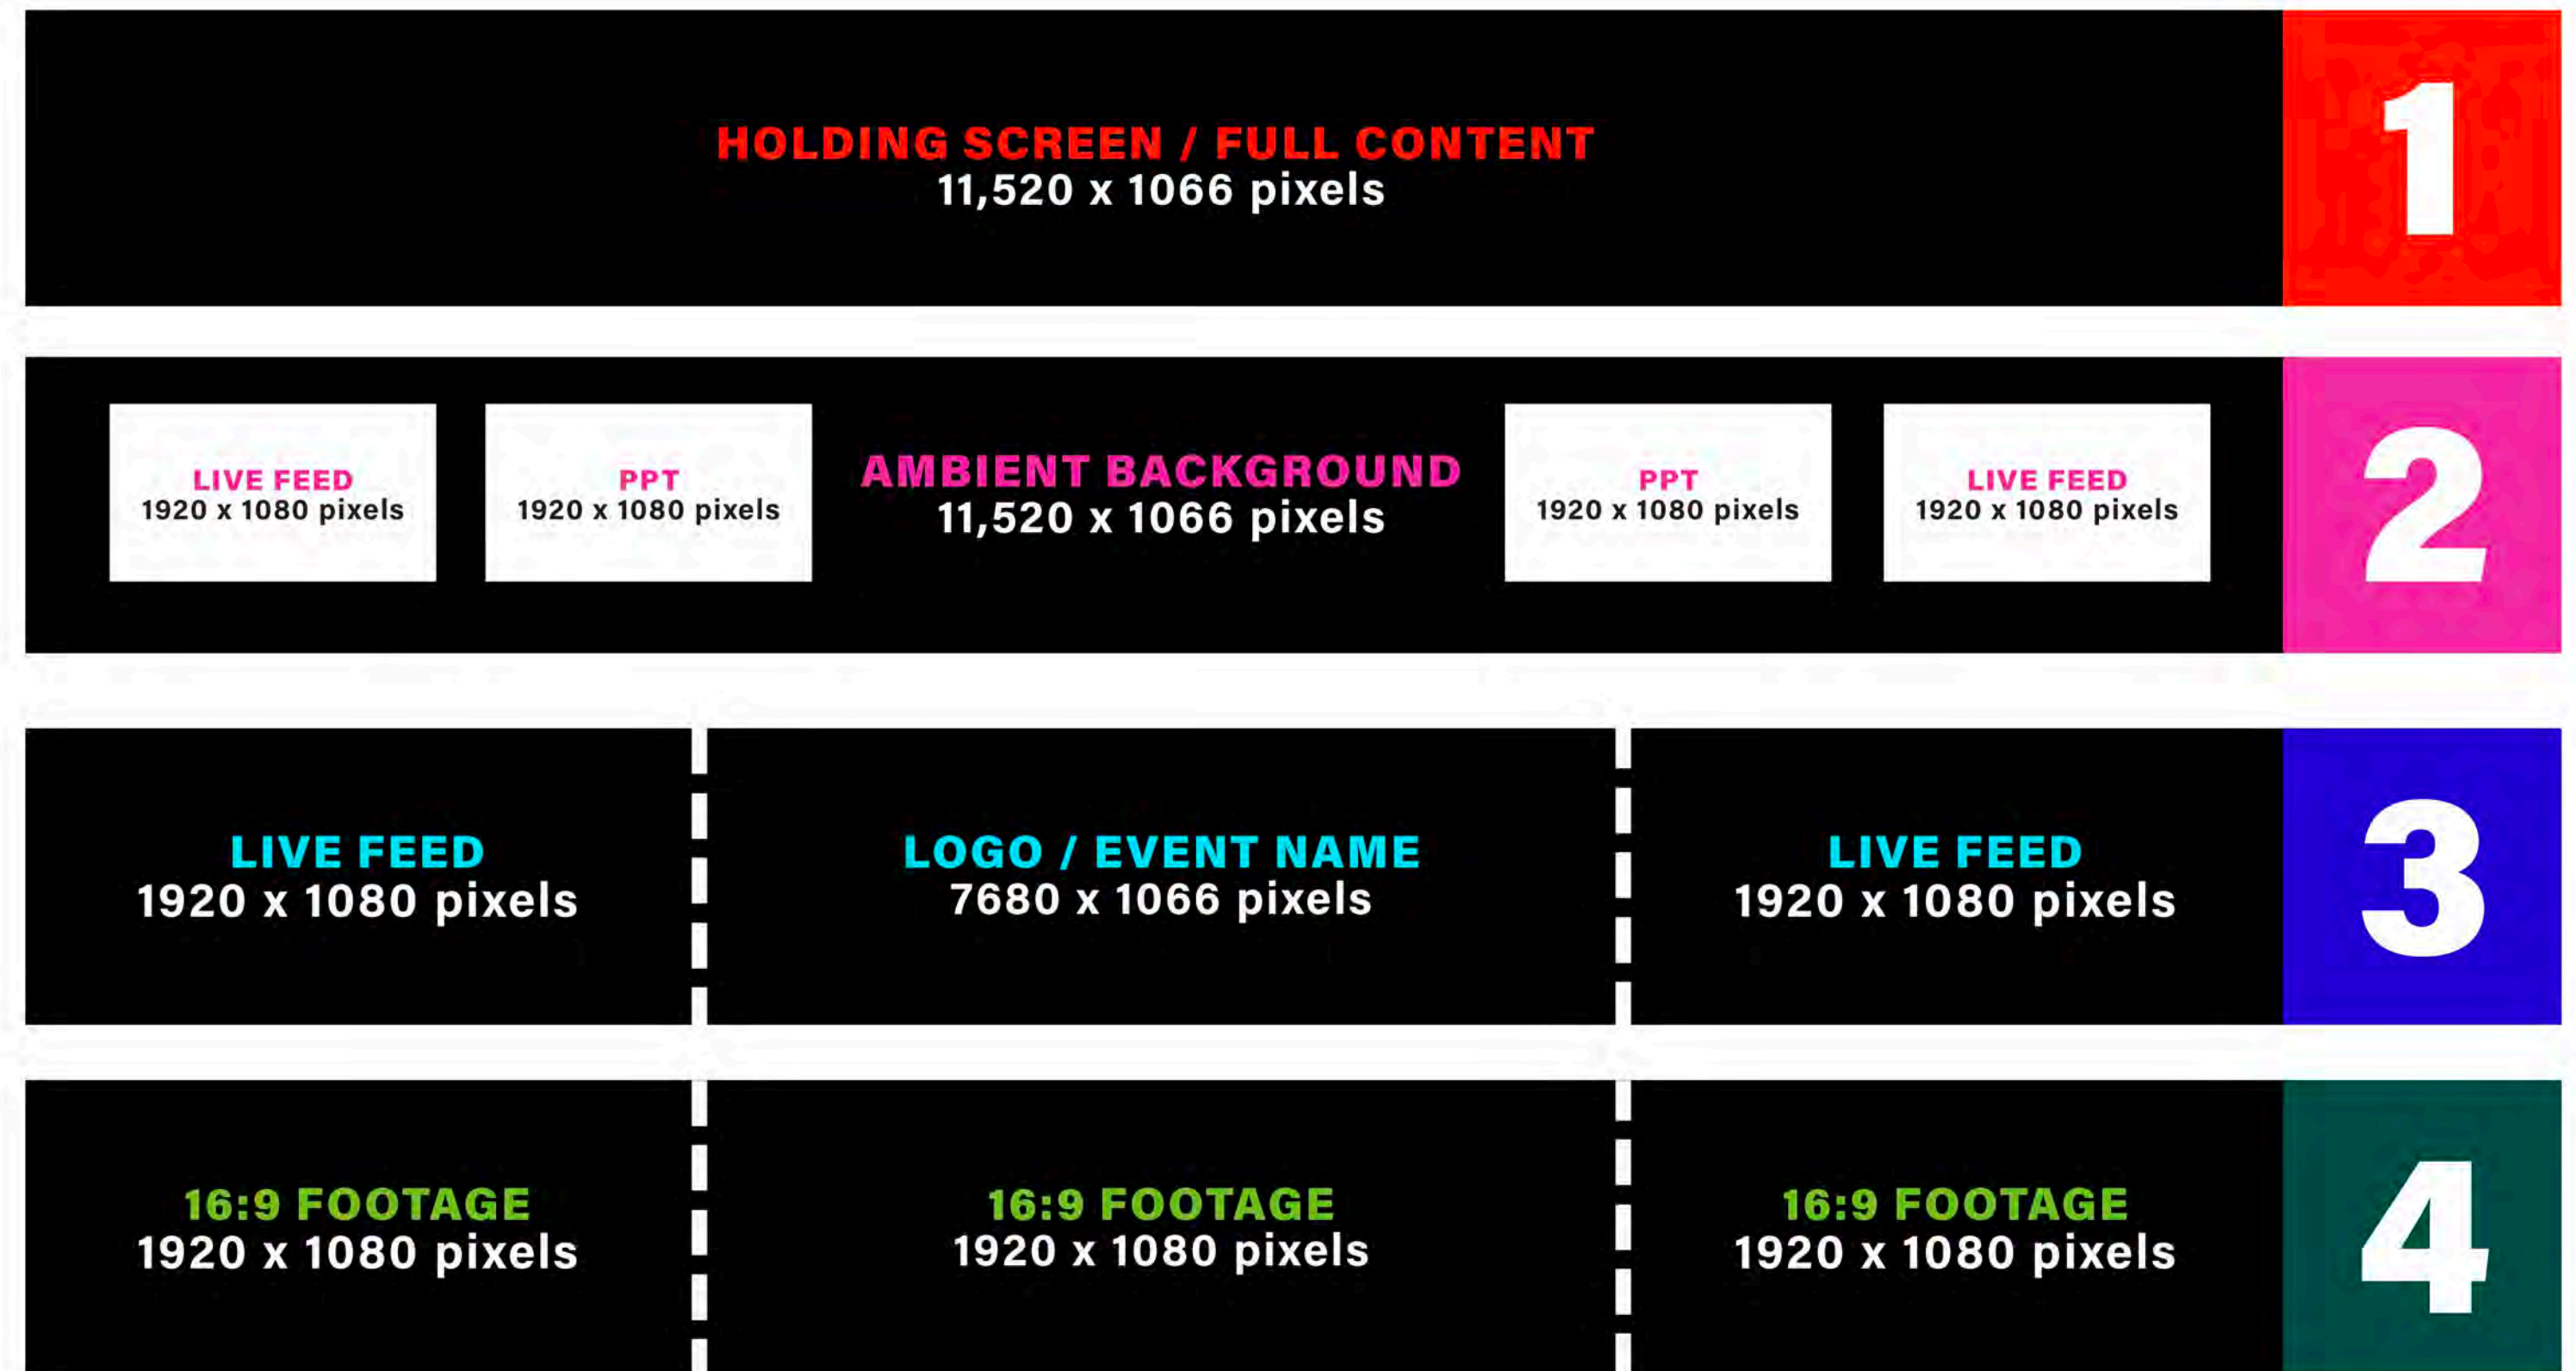 HOLDING SCREEN / FULL CONTENT
11,520 x 1066 pixels
1
LIVE FEED
1920 x 1080 pixels
PPT
1920 x 1080 pixels
AMBIENT BACKGROUND
11,520 x 1066 pixels
PPT
1920 x 1080 pixels
LIVE FEED
1920 x 1080 pixels
2
LIVE FEED
1920 x 1080 pixels
LOGO / EVENT NAME
7680 x 1066 pixels
LIVE FEED
1920 x 1080 pixels
3
16:9 FOOTAGE
1920 x 1080 pixels
16:9 FOOTAGE
1920 x 1080 pixels
16:9 FOOTAGE
1920 x 1080 pixels
4